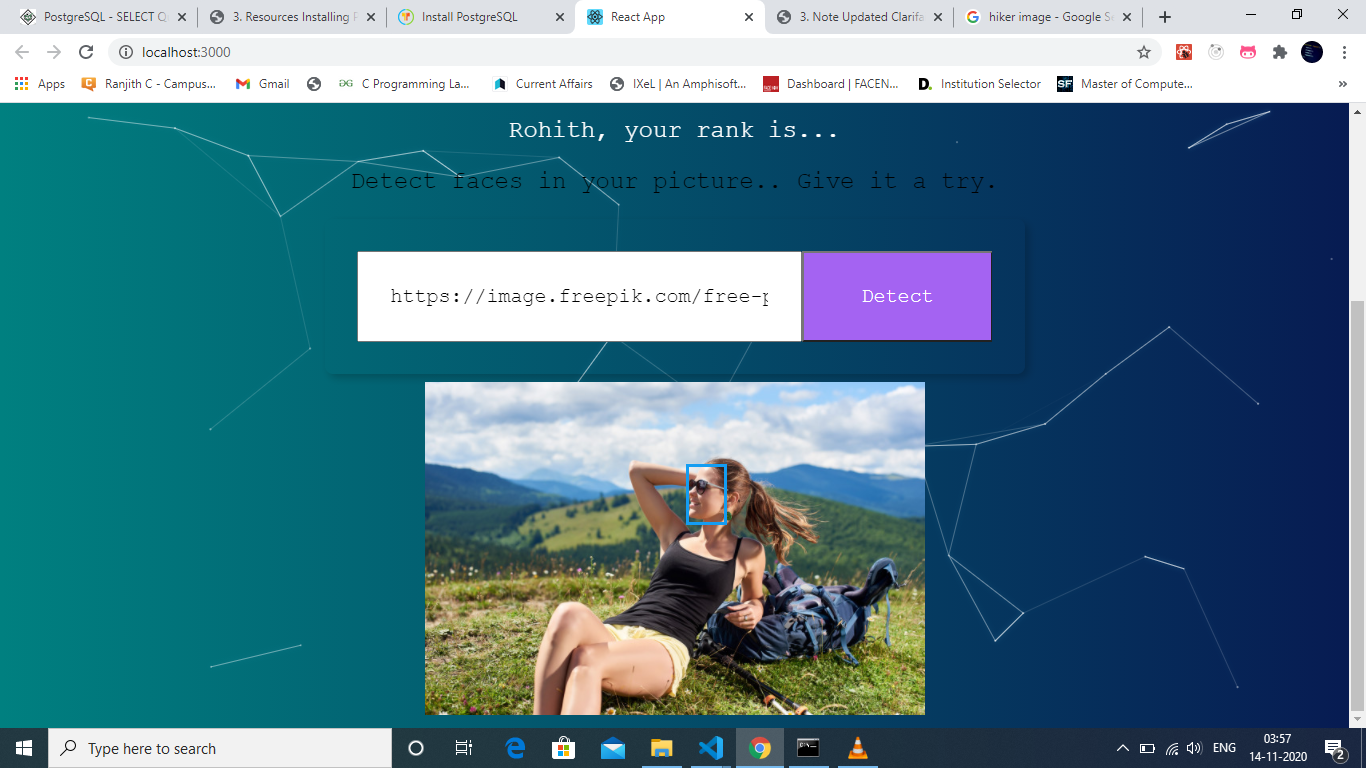 PostgreSQL - SELECT Qu
3. Resources Installing P
Install PostgreSQL
React App
3. Note Updated Clarifa
hiker image - Google Se
localhost:3000
Apps
Ranjith C - Campus...
Gmail
C Programming La...
Current Affairs
IXeL | An Amphisoft...
Dashboard | FACEN...
Institution Selector
Master of Compute...
»
Rohith, your rank is...
Detect faces in your picture.. Give it a try.
https://image.freepik.com/free-p
Detect
Type here to search
ENG
03:57
14-11-2020
2